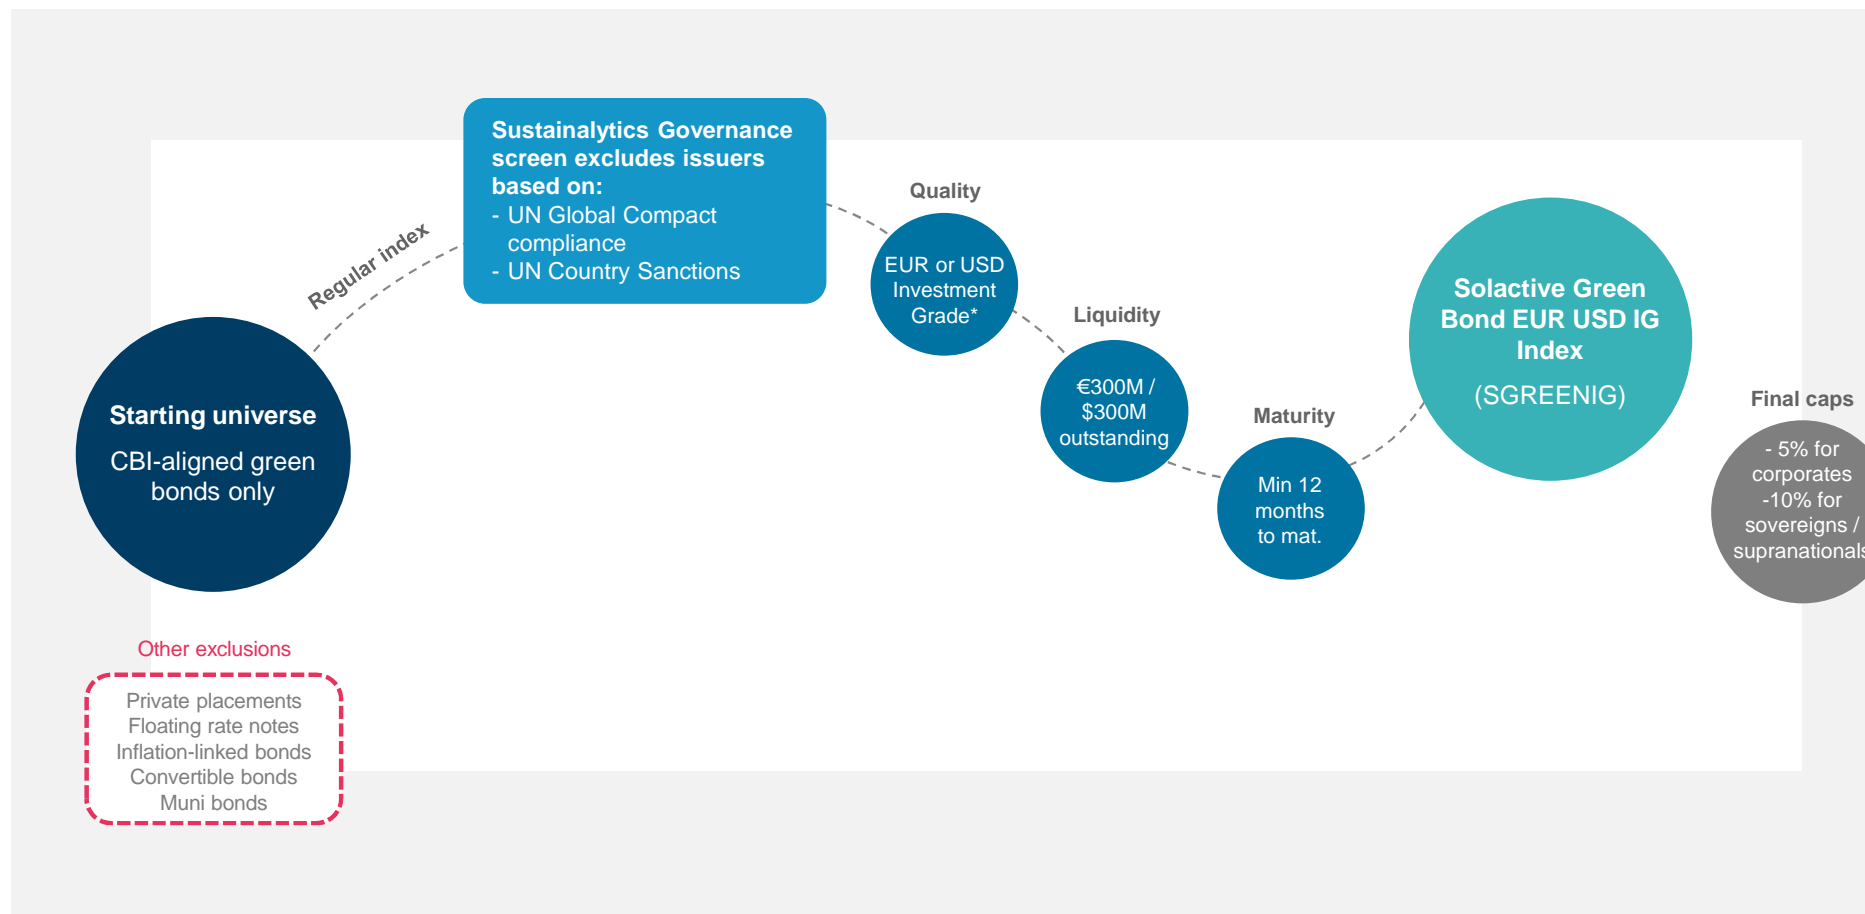 Starting universe
CBI-aligned green
bonds only
Regular index
Sustainalytics Governance
screen excludes issuers
based on:
- UN Global Compact
compliance
- UN Country Sanctions
Quality
EUR or USD
Investment
Grade*
Liquidity
€300M /
$300M
outstanding
Maturity
Min 12
months
to mat.
Solactive Green
Bond EUR USD IG
Index
(SGREENIG)
Final caps
- 5% for
corporates
-10% for
sovereigns /
supranationals
Other exclusions
Private placements
Floating rate notes
Inflation-linked bonds
Convertible bonds
Muni bonds